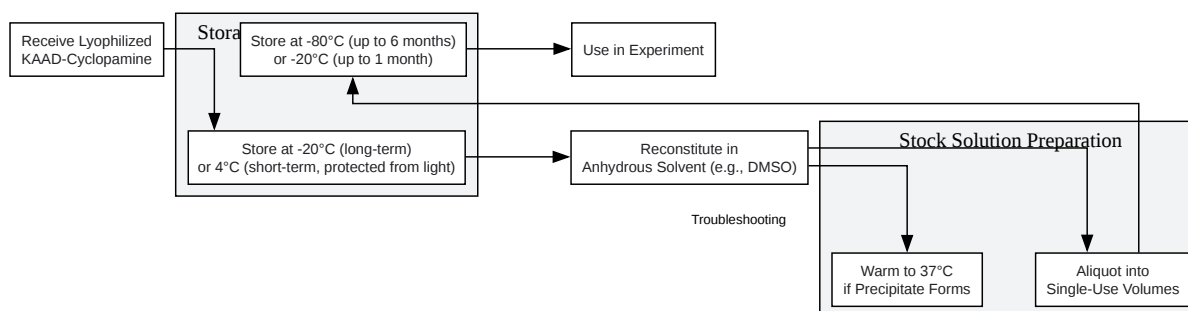 Receive Lyophilized
KAAD-Cyclopamine
Stora
Store at -80°C (up to 6 months)
or -20°C (up to 1 month)
Use in Experiment
Store at -20°C (long-term)
or 4°C (short-term, protected from light)
Reconstitute in
Anhydrous Solvent (e.g., DMSO)
Stock Solution Preparation
Troubleshooting
Warm to 37°C
if Precipitate Forms
Aliquot into
Single-Use Volumes